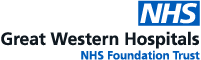 NHS
Great Western Hospitals
NHS Foundation Trust